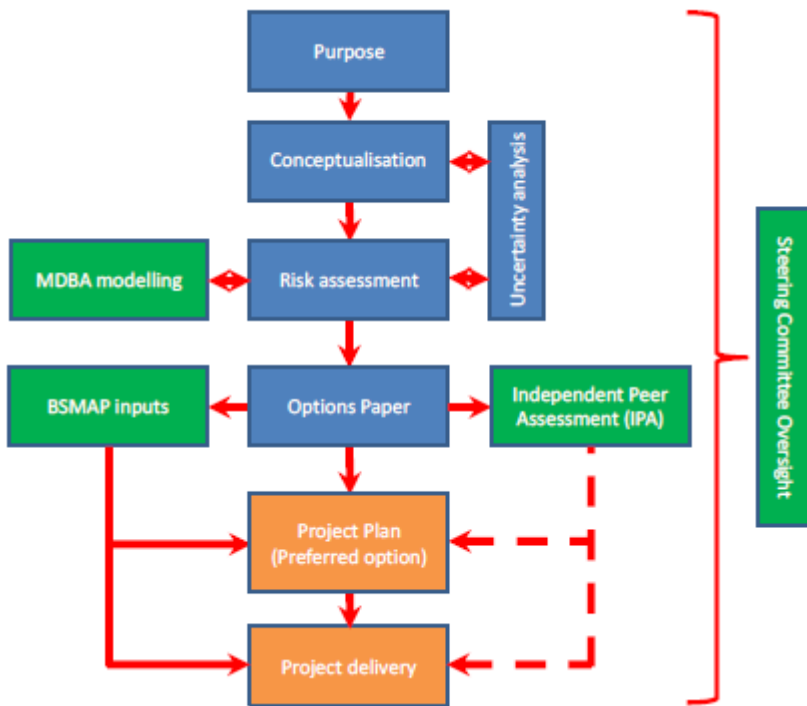 Purpose
Conceptualisation
Uncertainty analysis
MDBA modelling
Risk assessment
BSMAP inputs
Options Paper
Independent Peer
Assessment (IPA)
Steering Committee Oversight
Project Plan
(Preferred option)
Project delivery